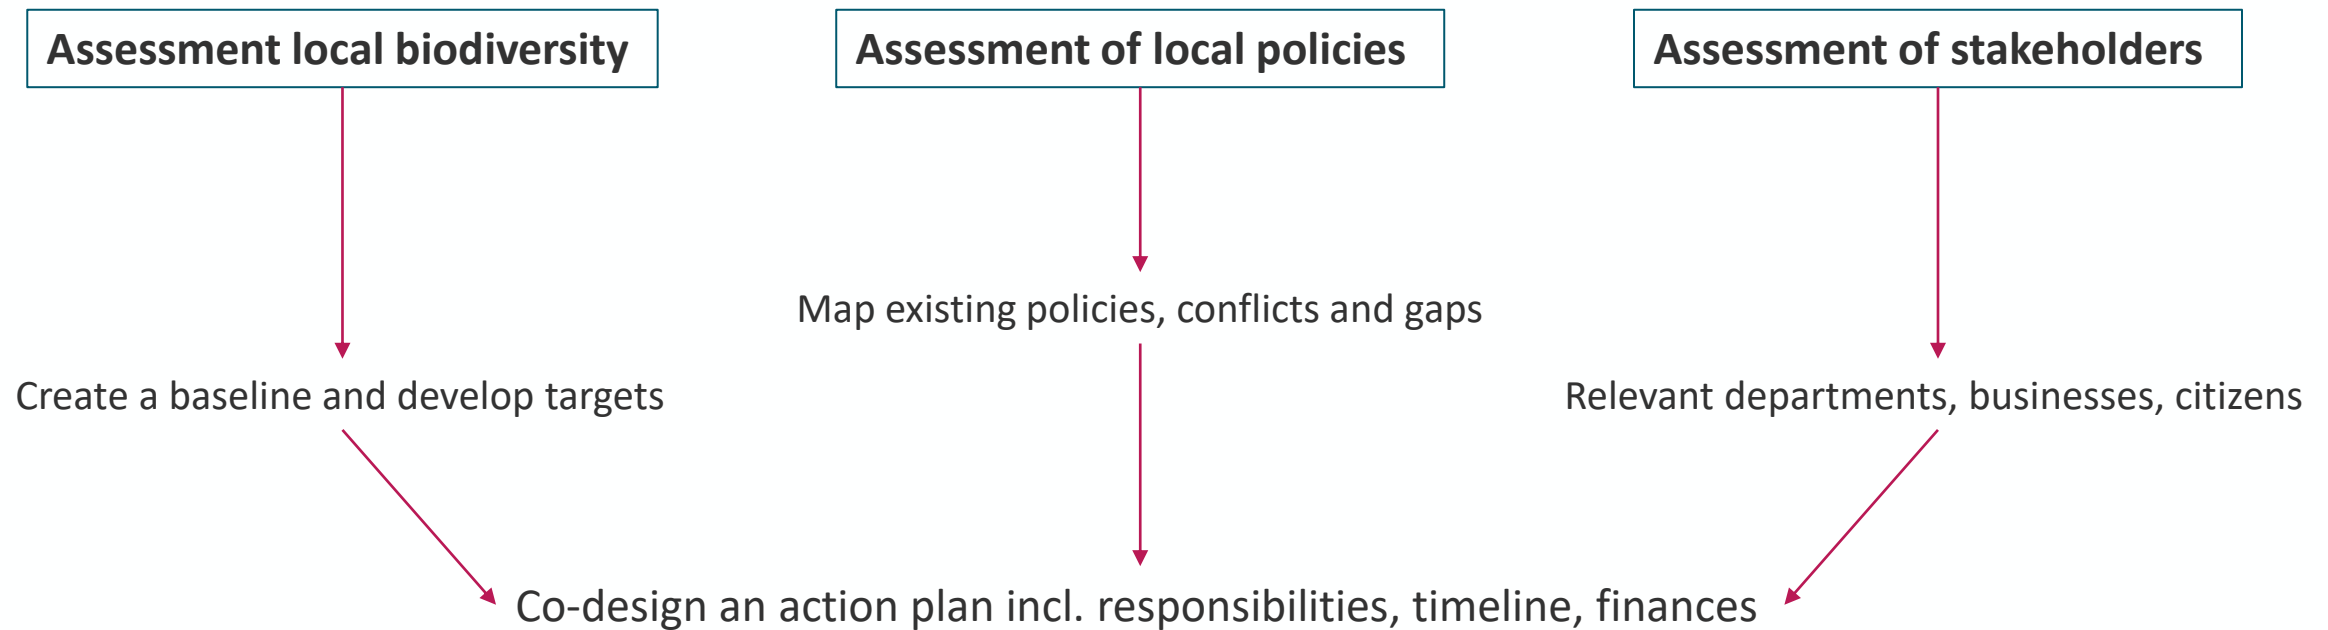 Assessment local biodiversity
Assessment of local policies
Assessment of stakeholders
Map existing policies, conflicts and gaps
Create a baseline and develop targets
Relevant departments, businesses, citizens
Co-design an action plan incl. responsibilities, timeline, finances